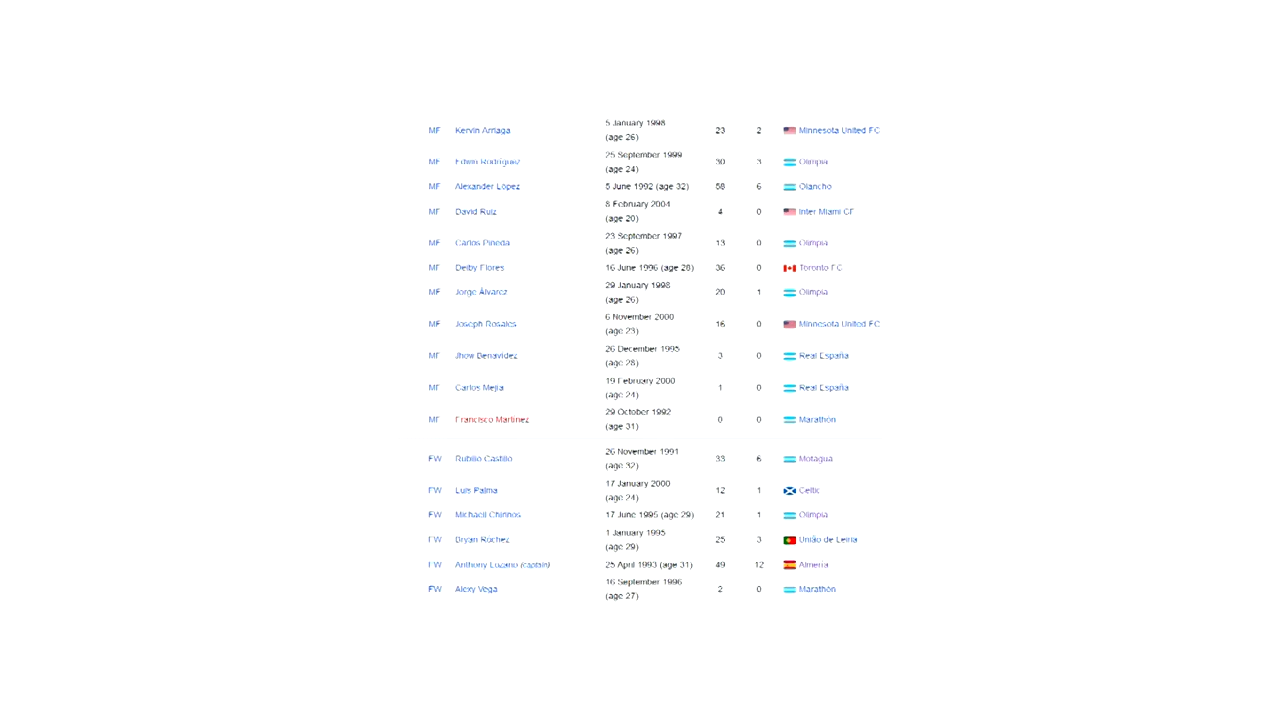 MF Kervin Arriaga 5 January 1998 (age 26) 23 2 Minnesota United FC
MF Edwin Rodríguez 25 September 1999 (age 24) 30 3 Olimpia
MF Alexander López 5 June 1992 (age 32) 58 6 Olancho
MF David Ruiz 8 February 2004 (age 20) 4 0 Inter Miami CF
MF Carlos Pineda 23 September 1997 (age 26) 13 0 Olimpia
MF Deiby Flores 16 June 1996 (age 28) 36 0 Toronto FC
MF Jorge Álvarez 29 January 1998 (age 26) 20 1 Olimpia
MF Joseph Rosales 6 November 2000 (age 23) 16 0 Minnesota United FC
MF Jhow Benavídez 26 December 1995 (age 28) 3 0 Real España
MF Carlos Mejía 19 February 2000 (age 24) 1 0 Real España
MF Francisco Martínez 29 October 1992 (age 31) 0 0 Marathón
FW Rubilio Castillo 26 November 1991 (age 32) 33 6 Motagua
FW Luis Palma 17 January 2000 (age 24) 12 1 Celtic
FW Michaell Chirinos 17 June 1995 (age 29) 21 1 Olimpia
FW Bryan Róchez 1 January 1995 (age 29) 25 3 União de Leiria
FW Anthony Lozano (captain) 25 April 1993 (age 31) 49 12 Almería
FW Alexy Vega 16 September 1996 (age 27) 2 0 Marathón